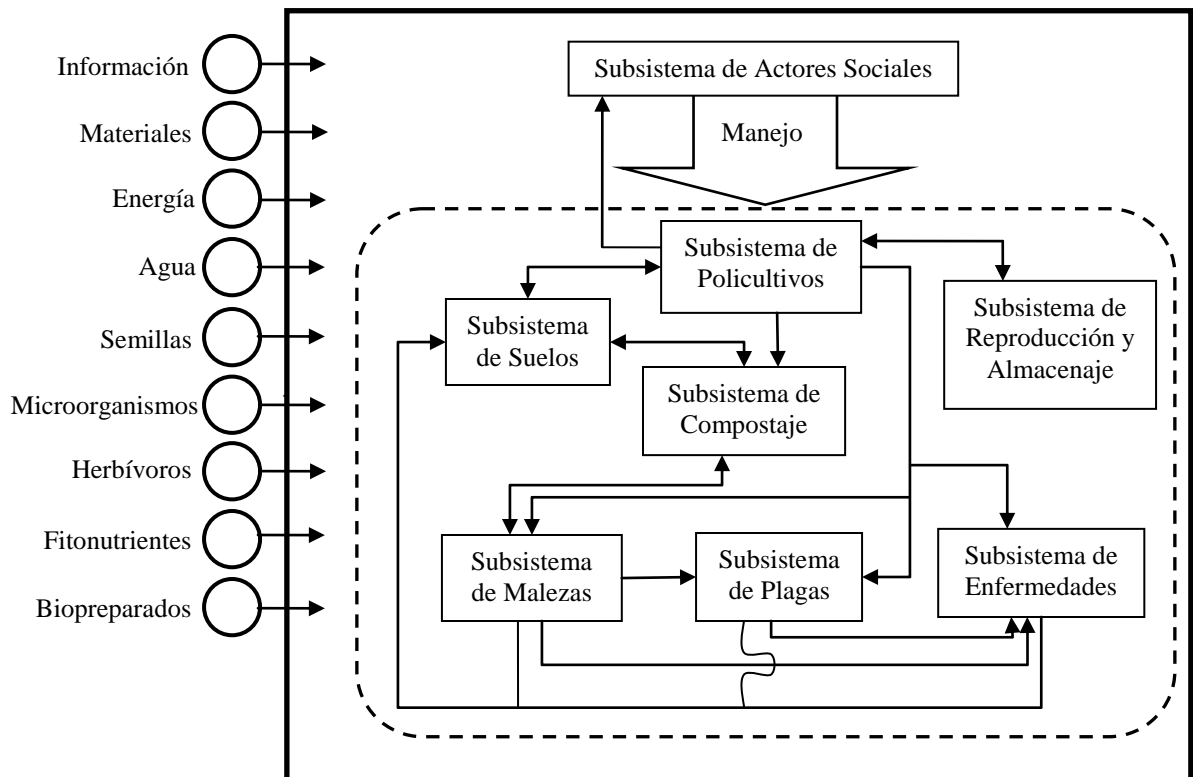 Información
Materiales
Energía
Agua
Semillas
Microorganismos
Herbívoros
Fitonutrientes
Biopreparados
Subsistema de Actores Sociales
Manejo
Subsistema de
Policultivos
Subsistema
de Suelos
Subsistema de
Reproducción y
Almacenaje
Subsistema de
Compostaje
Subsistema
de Malezas
Subsistema
de Plagas
Subsistema de
Enfermedades